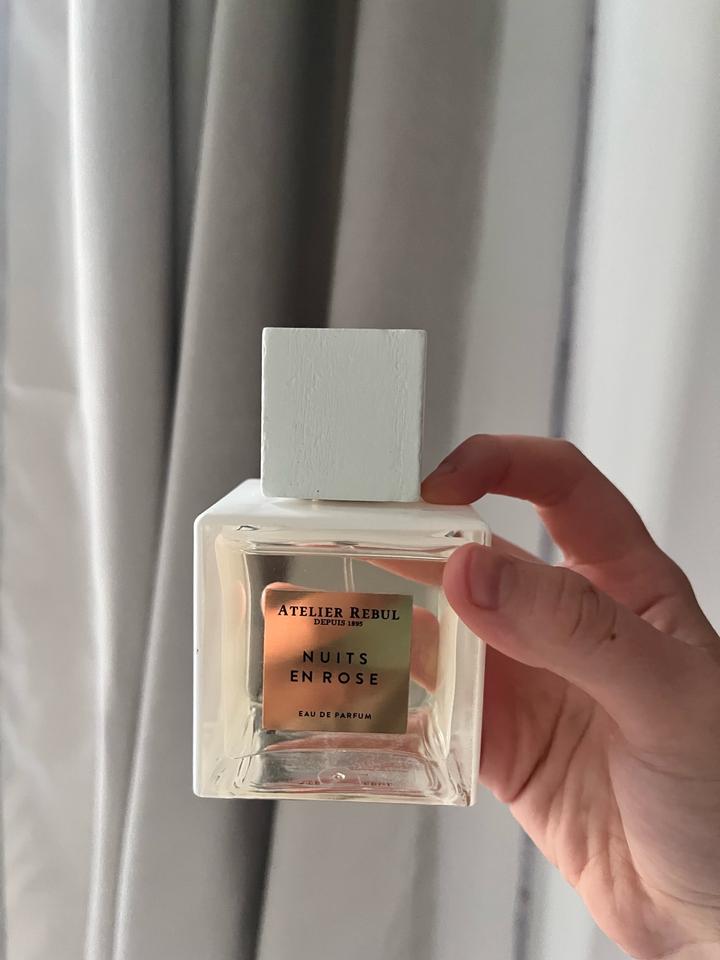 ATELIER REBUL
DEPUIS 1895
NUITS
EN ROSE
EAU DE PARFUM